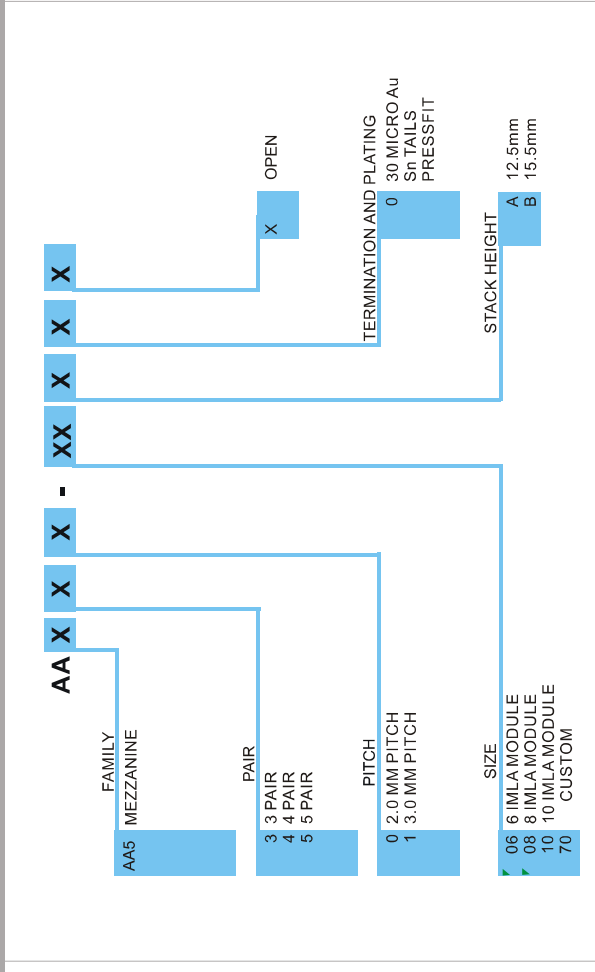 AA X X X - XX X X X
FAMILY
AA5 MEZZANINE
PAIR
3 3 PAIR
4 4 PAIR
5 5 PAIR
PITCH
0 2.0 MM PITCH
1 3.0 MM PITCH
SIZE
06 6 IMLA MODULE
08 8 IMLA MODULE
10 10 IMLA MODULE
70 CUSTOM
X OPEN
TERMINATION AND PLATING
0 30 MICRO Au
Sn TAILS
PRESSFIT
STACK HEIGHT
A 12.5mm
B 15.5mm